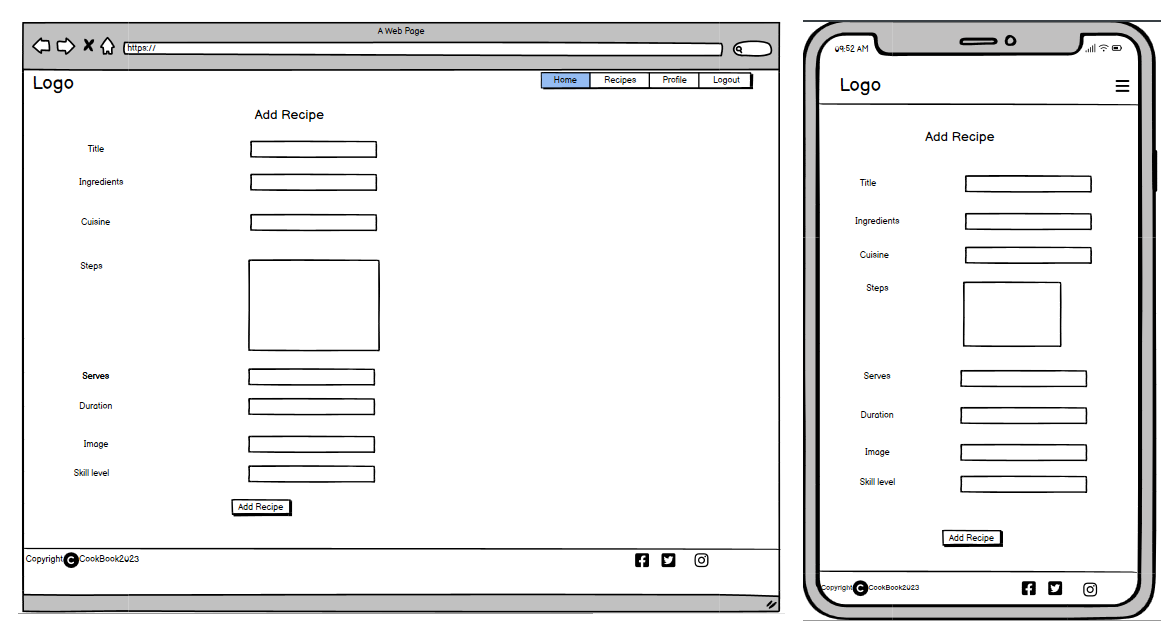 A Web Page
https://
Logo
Home Recipes Profile Logout
Add Recipe
Title
Ingredients
Cuisine
Steps
Serves
Duration
Image
Skill level
Add Recipe
Copyright C CookBook2023
09:52 AM
Logo
Add Recipe
Title
Ingredients
Cuisine
Steps
Serves
Duration
Image
Skill level
Add Recipe
Copyright C CookBook2023